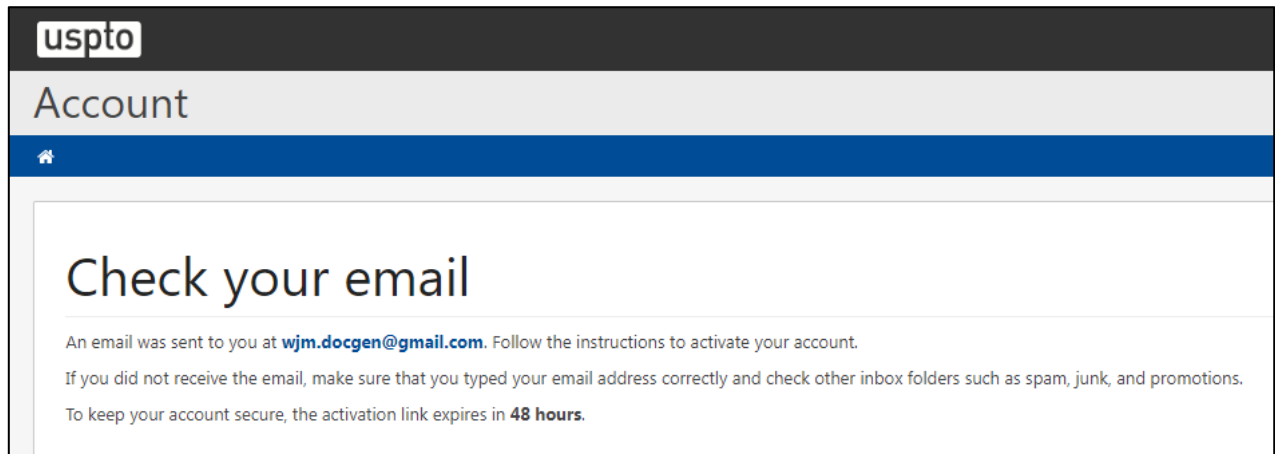 uspto
Account
Check your email
An email was sent to you at wjm.docgen@gmail.com. Follow the instructions to activate your account.
If you did not receive the email, make sure that you typed your email address correctly and check other inbox folders such as spam, junk, and promotions.
To keep your account secure, the activation link expires in 48 hours.